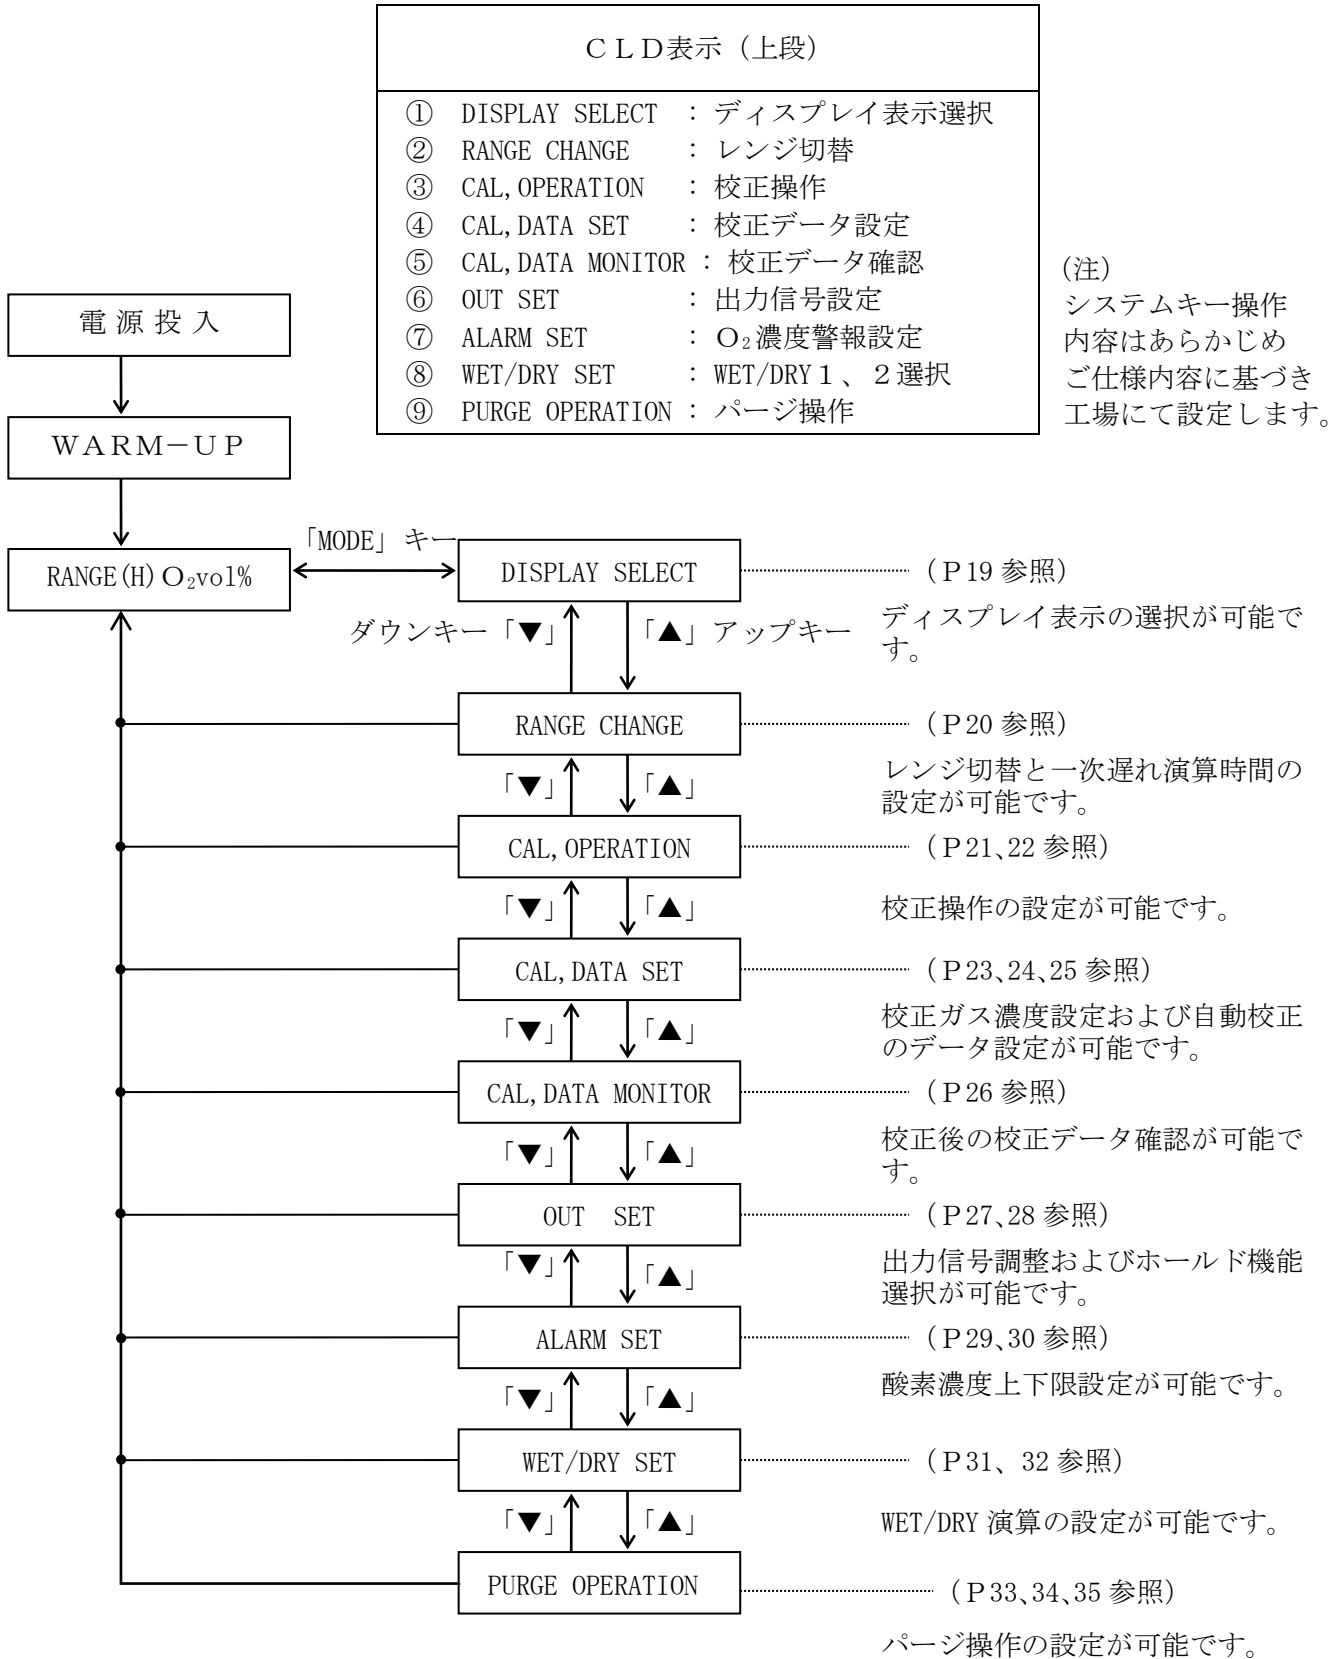 ＣＬＤ表示（上段）
① DISPLAY SELECT ：ディスプレイ表示選択
② RANGE CHANGE ：レンジ切替
③ CAL,OPERATION ：校正操作
④ CAL,DATA SET ：校正データ設定
⑤ CAL,DATA MONITOR：校正データ確認
⑥ OUT SET ：出力信号設定
⑦ ALARM SET ：Ｏ₂濃度警報設定
⑧ WET/DRY SET ：WET/DRY１、２選択
⑨ PURGE OPERATION：パージ操作
（注）
システムキー操作
内容はあらかじめ
ご仕様内容に基づき
工場にて設定します。
電源投入
ＷＡＲＭ－ＵＰ
RANGE(H)Ｏ₂vol%
「MODE」キー
DISPLAY SELECT
（Ｐ19 参照）
ディスプレイ表示の選択が可能で
す。
ダウンキー「▼」
「▲」アップキー
RANGE CHANGE
（Ｐ20 参照）
レンジ切替と一次遅れ演算時間の
設定が可能です。
「▼」
「▲」
CAL,OPERATION
（Ｐ21、22 参照）
校正操作の設定が可能です。
「▼」
「▲」
CAL,DATA SET
（Ｐ23、24、25 参照）
校正ガス濃度設定および自動校正
のデータ設定が可能です。
「▼」
「▲」
CAL,DATA MONITOR
（Ｐ26 参照）
校正後の校正データ確認が可能で
す。
「▼」
「▲」
OUT SET
（Ｐ27、28 参照）
出力信号調整およびホールド機能
選択が可能です。
「▼」
「▲」
ALARM SET
（Ｐ29、30 参照）
酸素濃度上下限設定が可能です。
「▼」
「▲」
WET/DRY SET
（Ｐ31、32 参照）
WET/DRY 演算の設定が可能です。
「▼」
「▲」
PURGE OPERATION
（Ｐ33、34、35 参照）
パージ操作の設定が可能です。